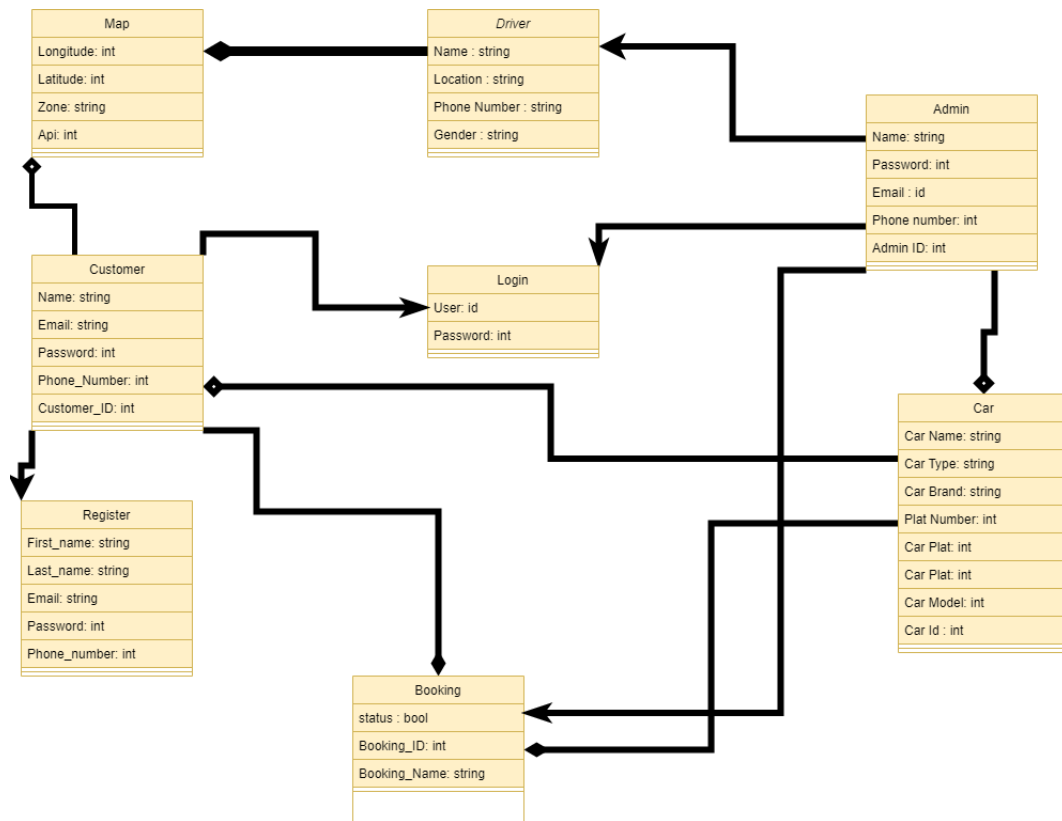 Map
Longitude: int
Latitude: int
Zone: string
Api: int
Driver
Name : string
Location : string
Phone Number : string
Gender : string
Admin
Name: string
Password: int
Email : id
Phone number: int
Admin ID: int
Customer
Name: string
Email: string
Password: int
Phone_Number: int
Customer_ID: int
Login
User: id
Password: int
Car
Car Name: string
Car Type: string
Car Brand: string
Plat Number: int
Car Plat: int
Car Plat: int
Car Model: int
Car Id : int
Register
First_name: string
Last_name: string
Email: string
Password: int
Phone_number: int
Booking
status : bool
Booking_ID: int
Booking_Name: string